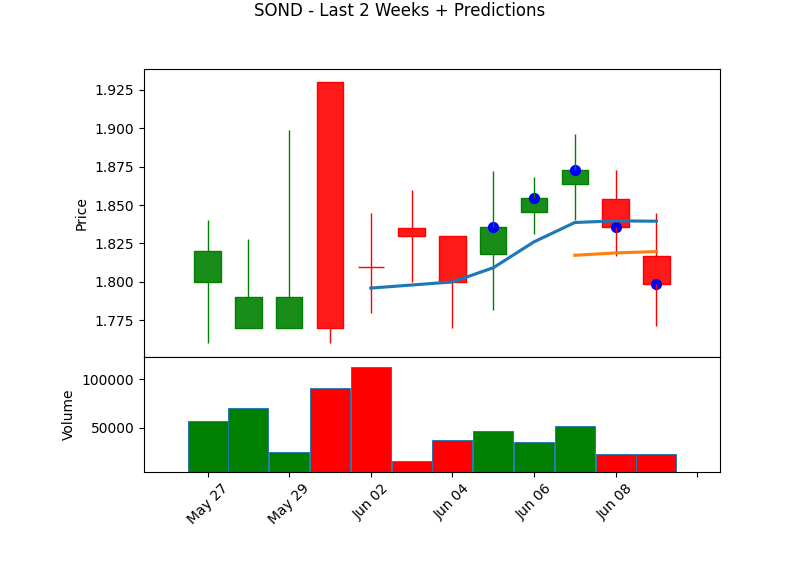 SOND - Last 2 Weeks + Predictions
1.925
1.900
1.875
1.850
1.825
1.800
1.775
Price
100000
50000
Volume
May 27
May 29
Jun 02
Jun 04
Jun 06
Jun 08